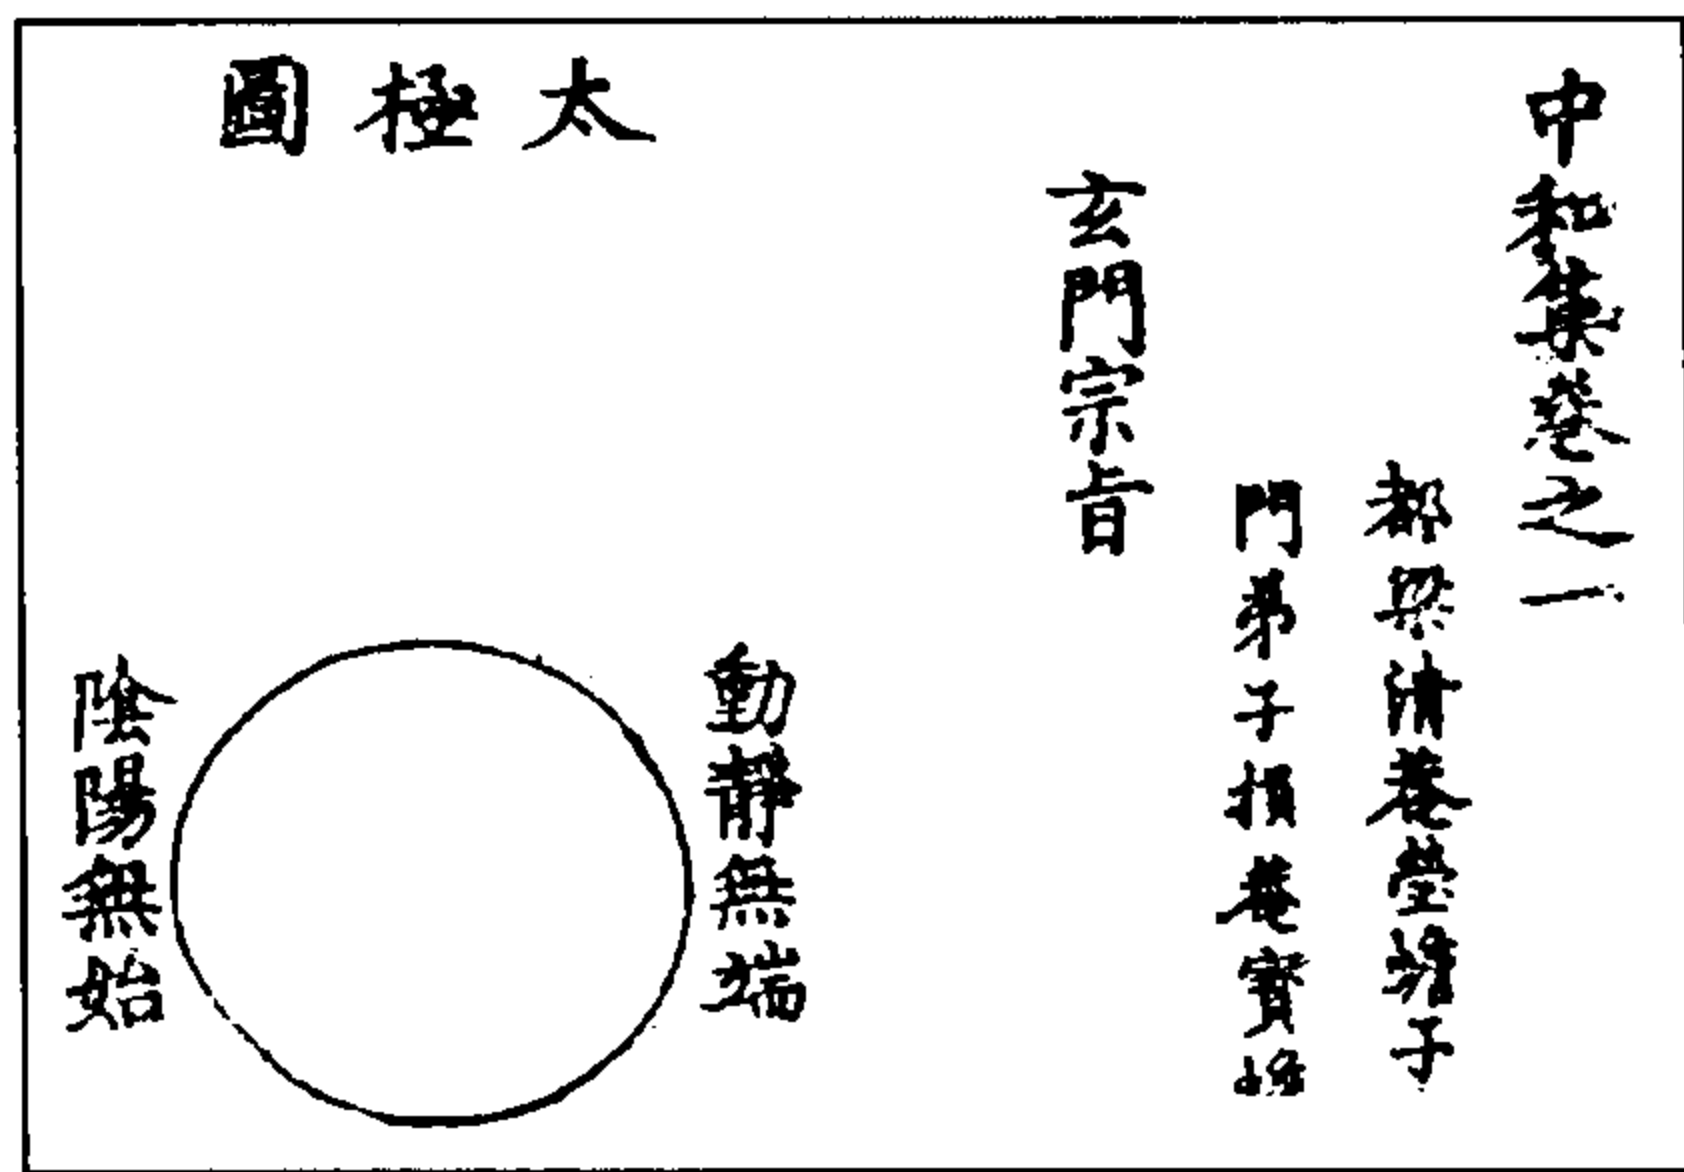 中和集卷之一
都梁清菴瑩蟾子
門弟子損菴寶蟾
玄門宗旨
太極圖
動靜無端
陰陽無始